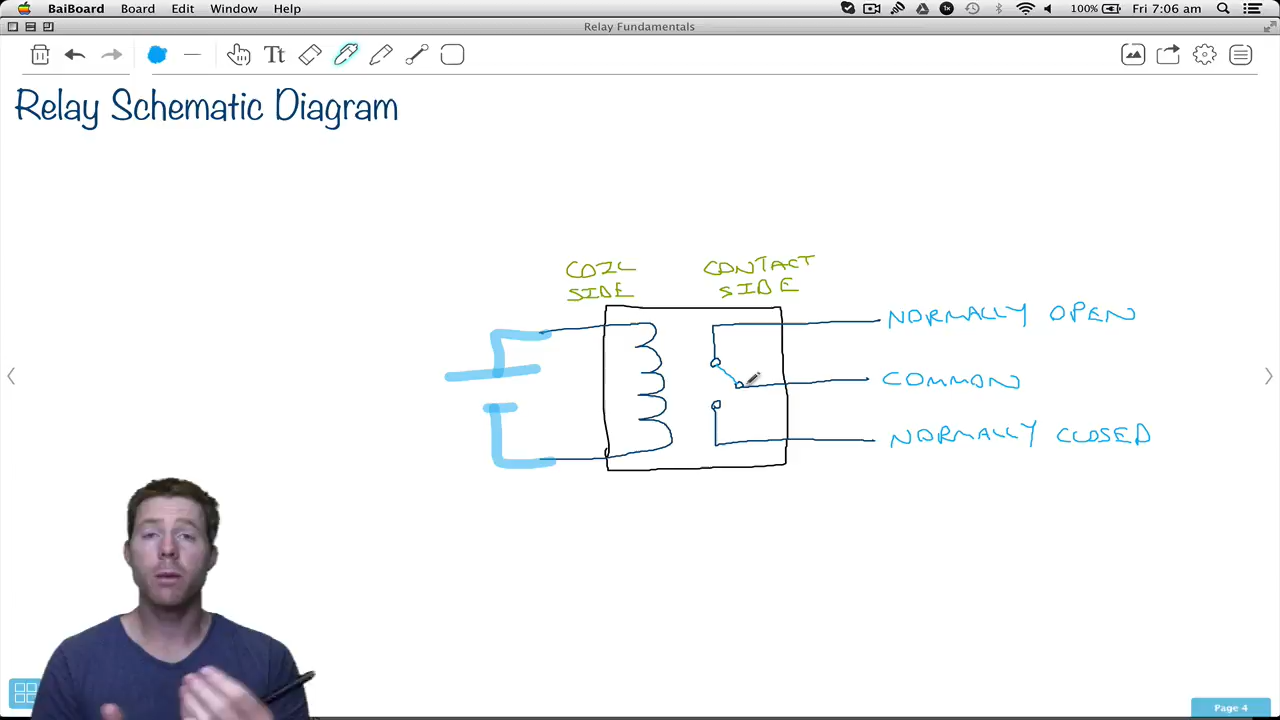 BaiBoard Board Edit Window Help 1x 100% Fri 7:06 am
Relay Fundamentals
Tt
Relay Schematic Diagram
COIL SIDE
CONTACT SIDE
NORMALLY OPEN
COMMON
NORMALLY CLOSED
Page 4